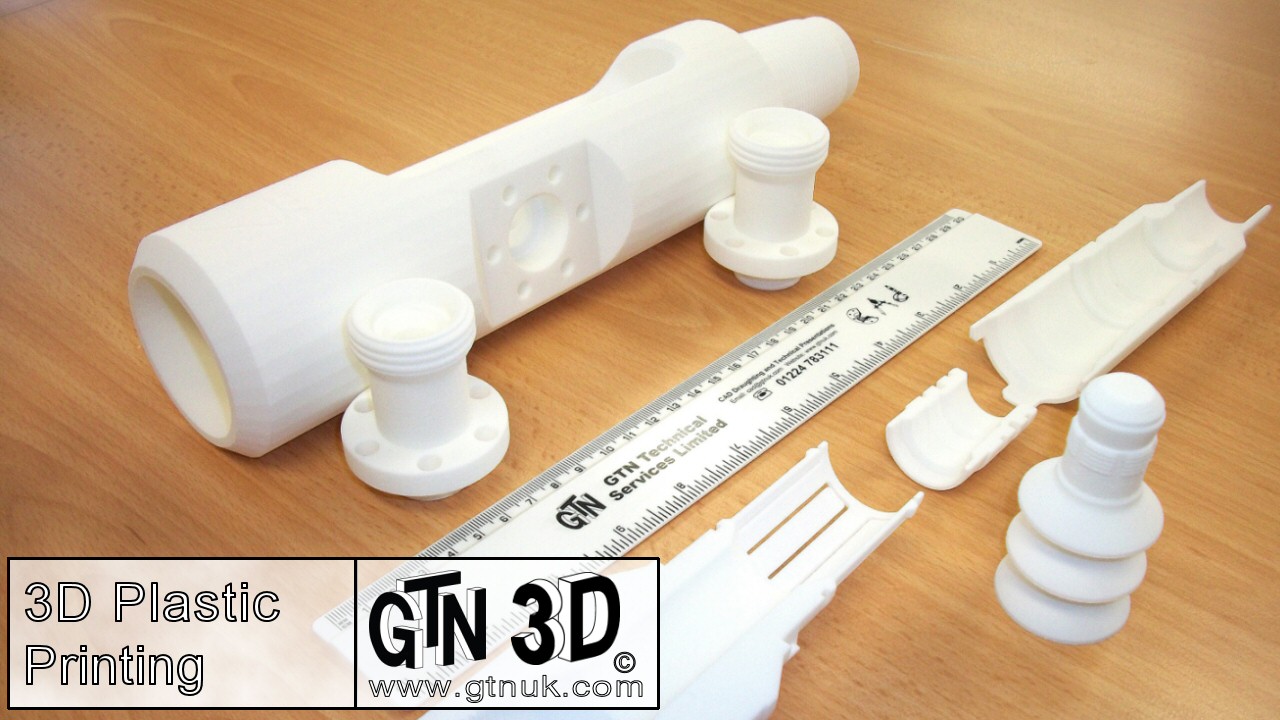 CAD Draughting and Technical Presentations
01224 783111
GTN Technical
Services Limited
GTN
CAD
3D Plastic
Printing
GTN 3D ©
www.gtnuk.com